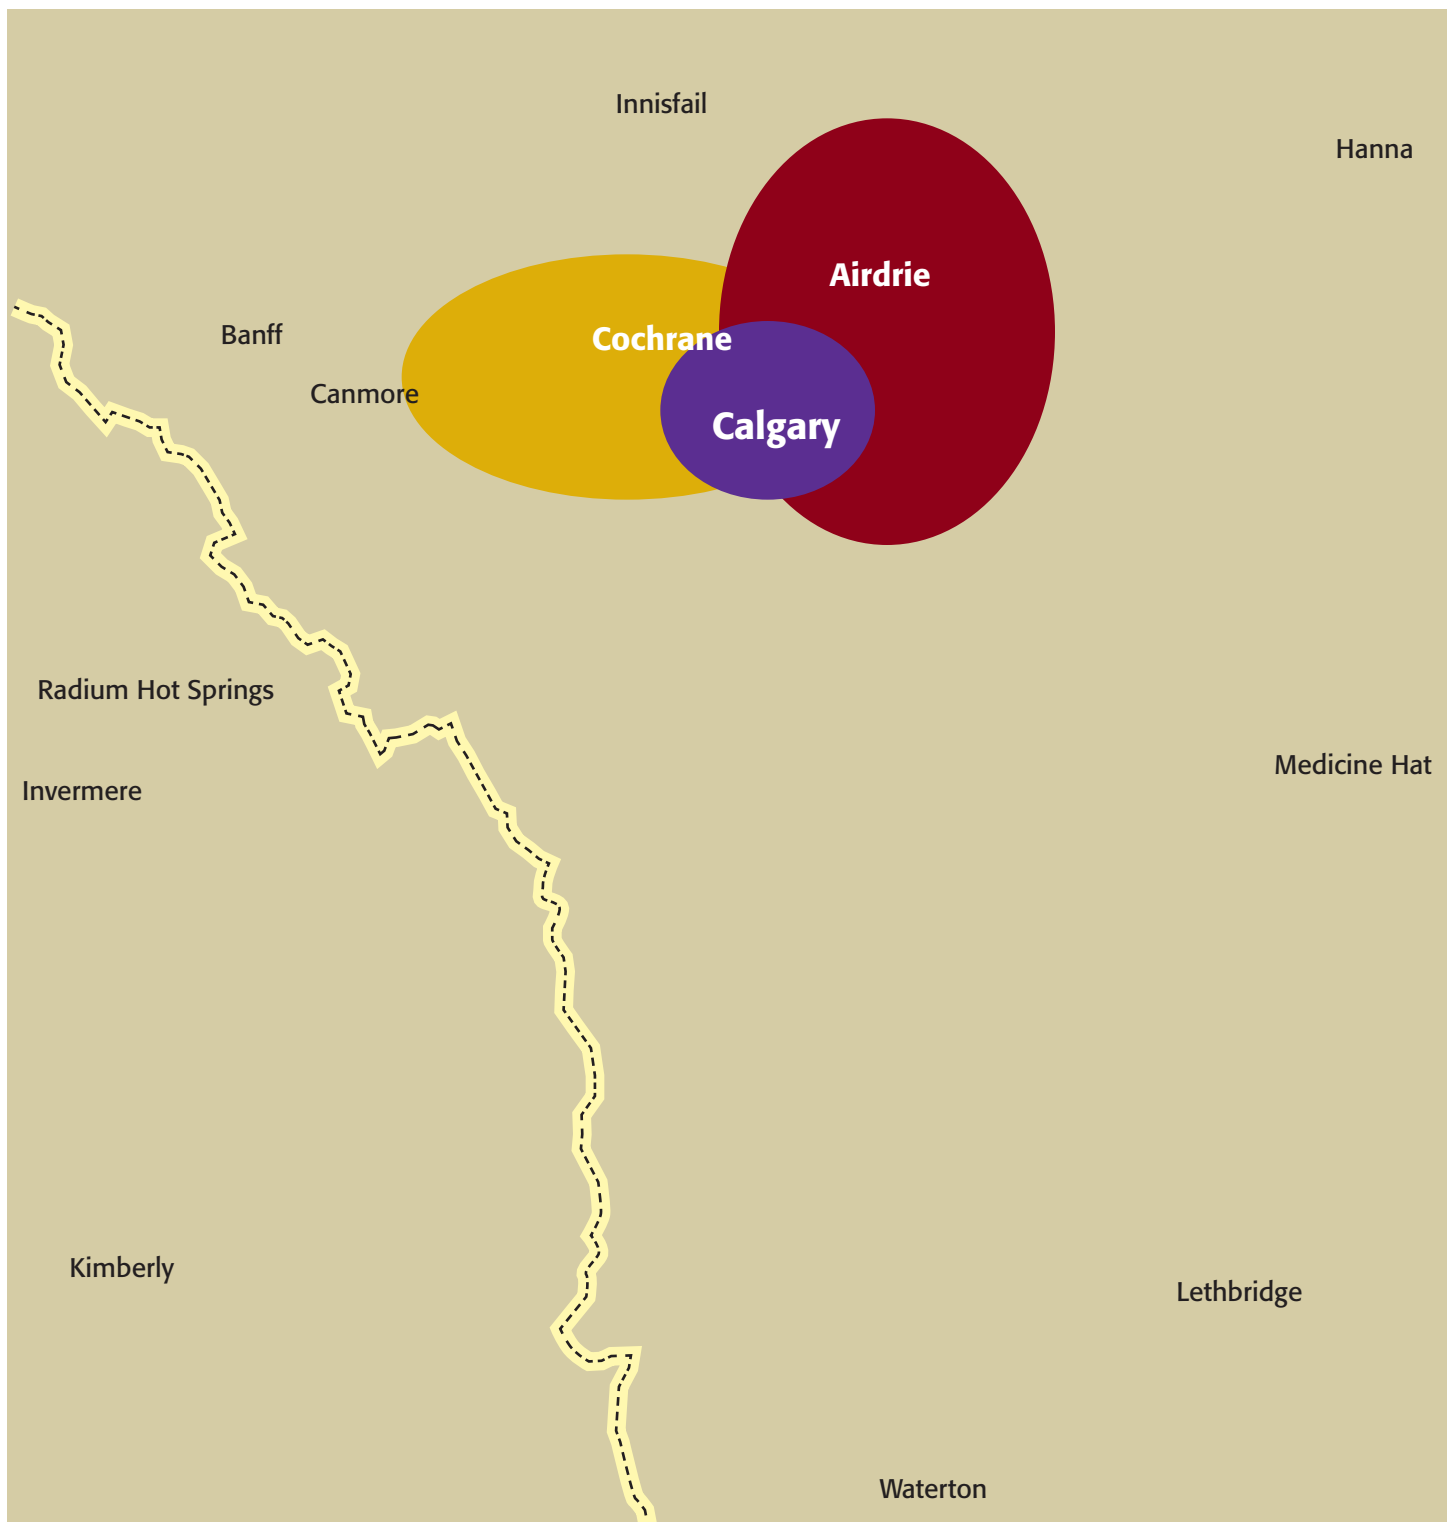 Innisfail
Hanna
Airdrie
Banff
Cochrane
Canmore
Calgary
Radium Hot Springs
Medicine Hat
Invermere
Kimberly
Lethbridge
Waterton